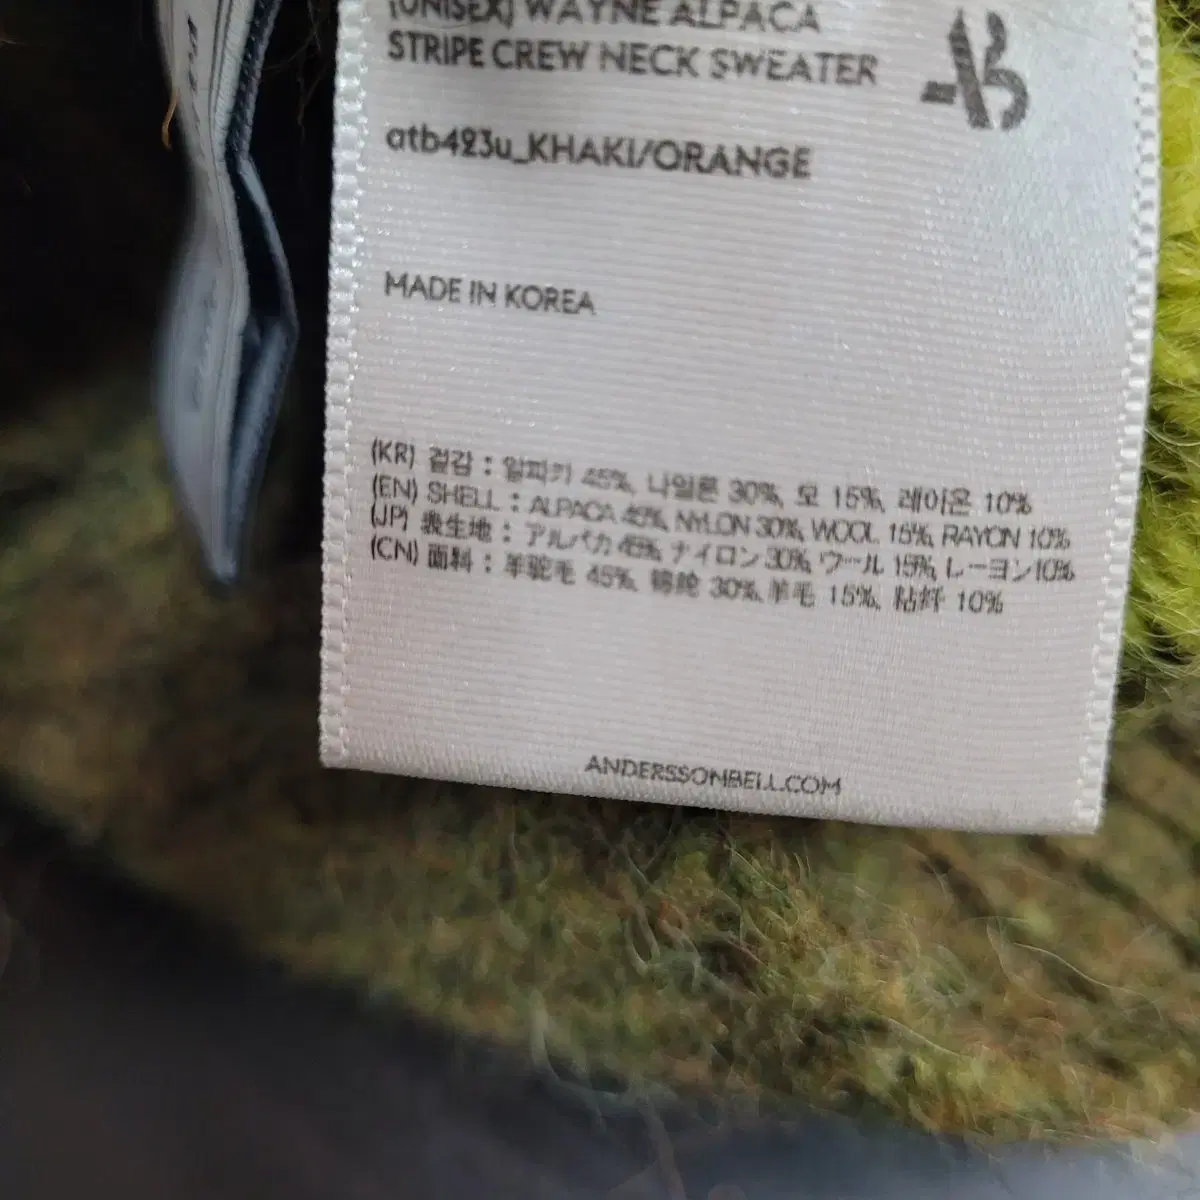 (UNISEX) WAYNE ALPACA
STRIPE CREW NECK SWEATER
atb423u_KHAKI/ORANGE
MADE IN KOREA
(KR) 겉감 : 알파카 45%, 나일론 30%, 모 15%, 레이온 10%
(EN) SHELL : ALPACA 45%, NYLON 30%, WOOL 15%, RAYON 10%
(JP) 表生地 : アルパカ 45%, ナイロン 30%, ウール 15%, レーヨン10%
(CN) 面料 : 羊驼毛 45%, 锦纶 30%, 羊毛 15%, 粘纤 10%
ANDERSSONBELL.COM